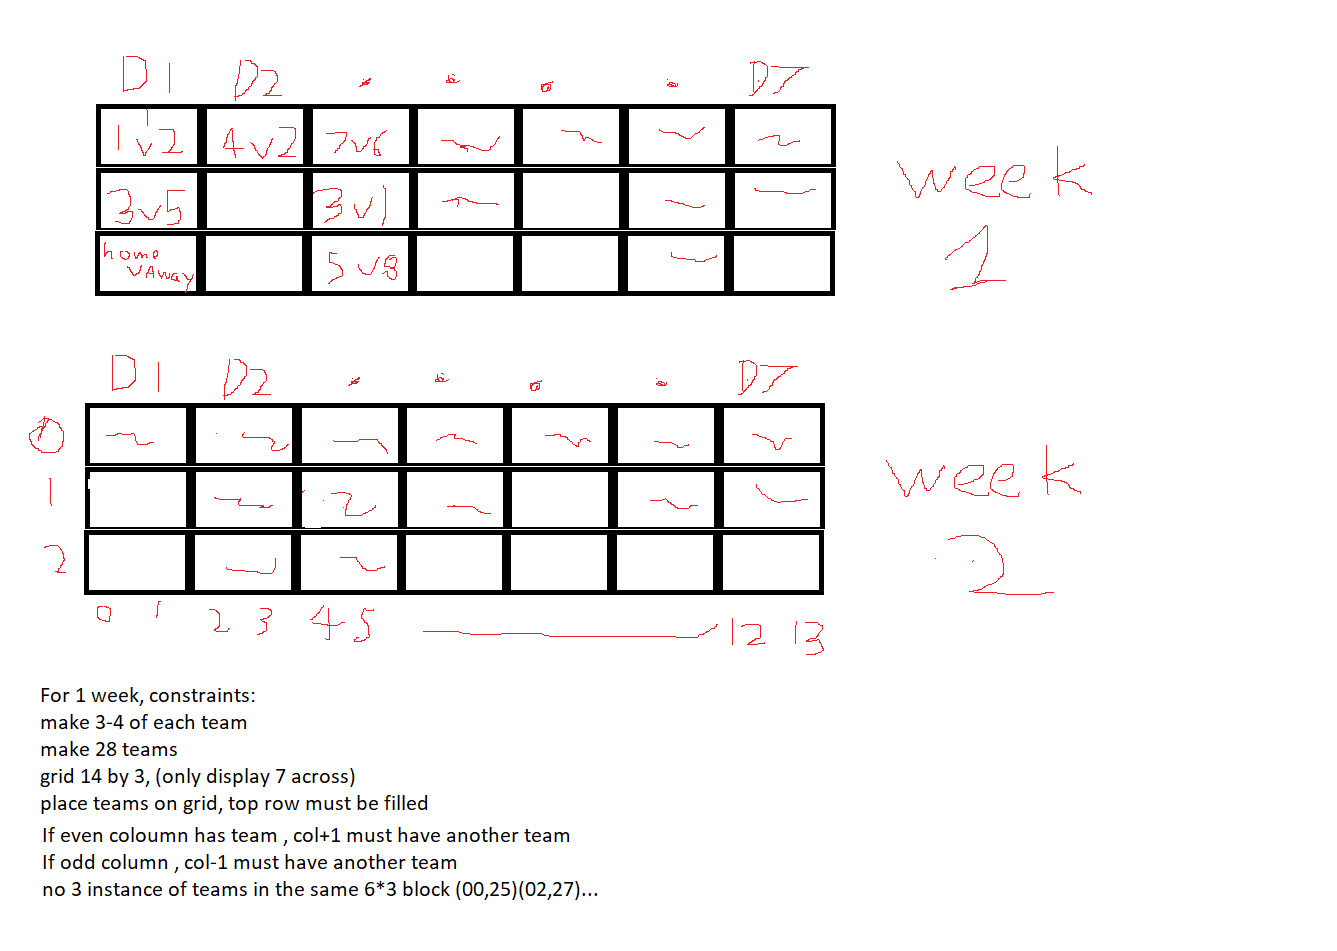 D1 D2 D7
1v2 4v2 7v6
3v5 3v1
home vAway 5v8
week
1
D1 D2 D7
0
1
2
week
2
0 1 2 3 4 5 12 13
For 1 week, constraints:
make 3-4 of each team
make 28 teams
grid 14 by 3, (only display 7 across)
place teams on grid, top row must be filled
If even coloumn has team , col+1 must have another team
If odd column , col-1 must have another team
no 3 instance of teams in the same 6*3 block (00,25)(02,27)...